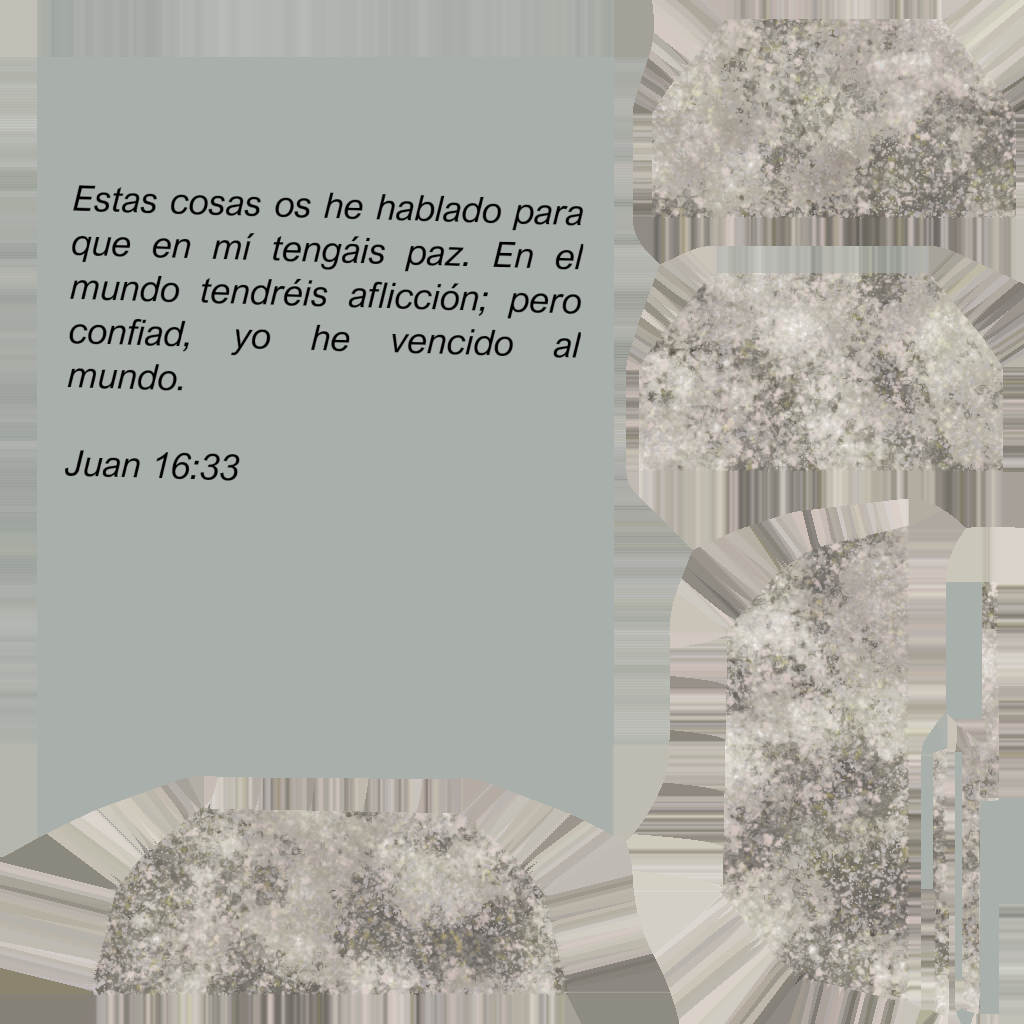 Estas cosas os he hablado para
que en mí tengáis paz. En el
mundo tendréis aflicción; pero
confiad, yo he vencido al
mundo.
Juan 16:33